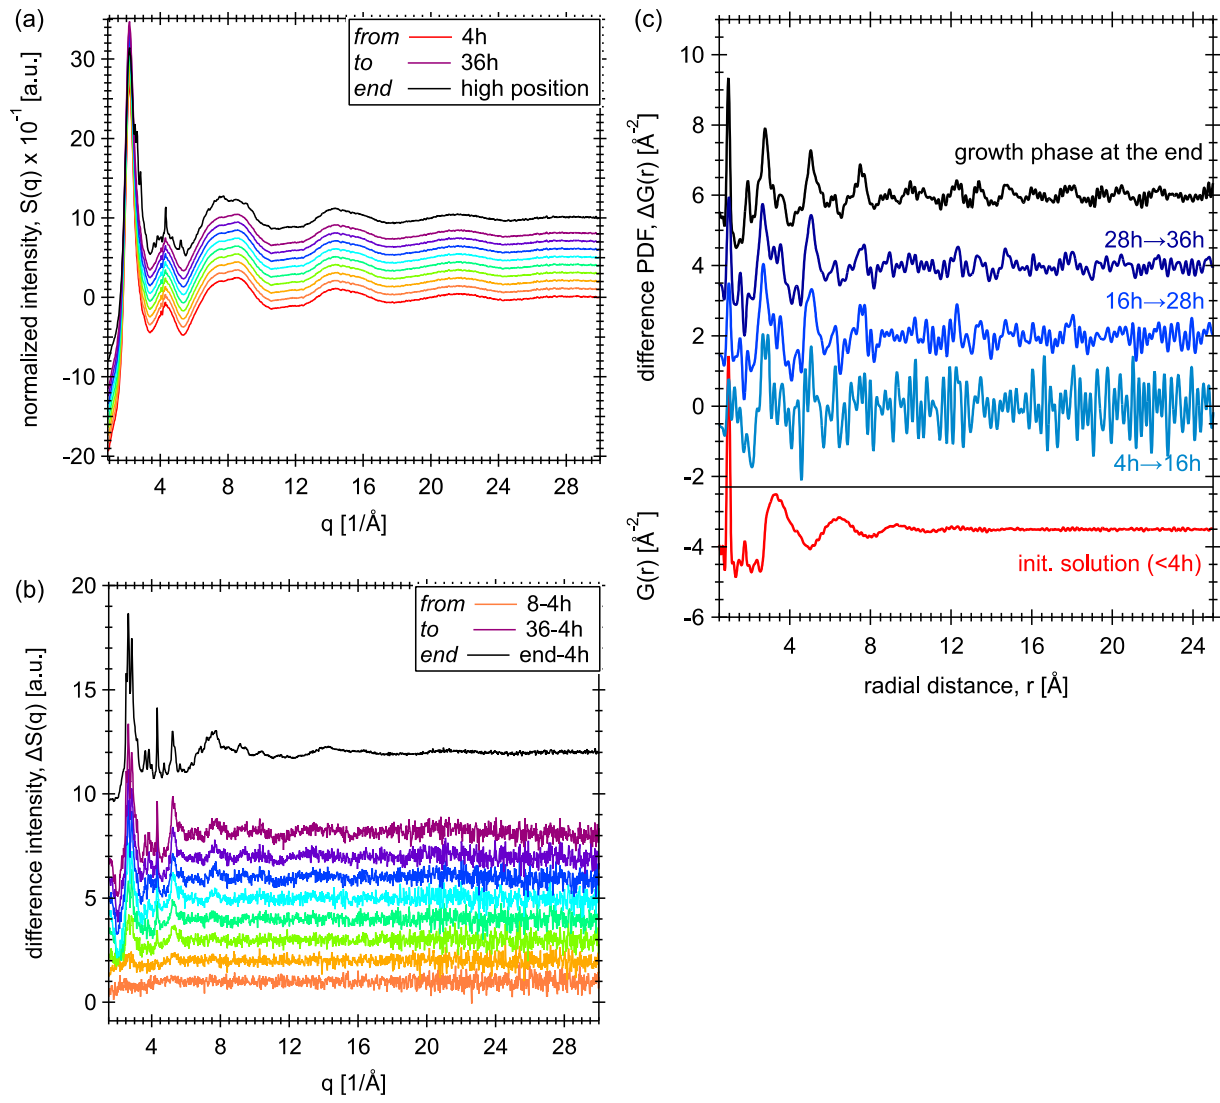 (a)
normalized intensity, S(q) x 10⁻¹ [a.u.]
30
20
10
0
-10
-20
from 4h
to 36h
end high position
4 8 12 16 20 24 28
q [1/Å]
(b)
difference intensity, ΔS(q) [a.u.]
20
15
10
5
0
from 8-4h
to 36-4h
end end-4h
4 8 12 16 20 24 28
q [1/Å]
(c)
difference PDF, ΔG(r) [Å⁻²]
G(r) [Å⁻²]
10
8
6
4
2
0
-2
-4
-6
growth phase at the end
28h→36h
16h→28h
4h→16h
init. solution (<4h)
4 8 12 16 20 24
radial distance, r [Å]